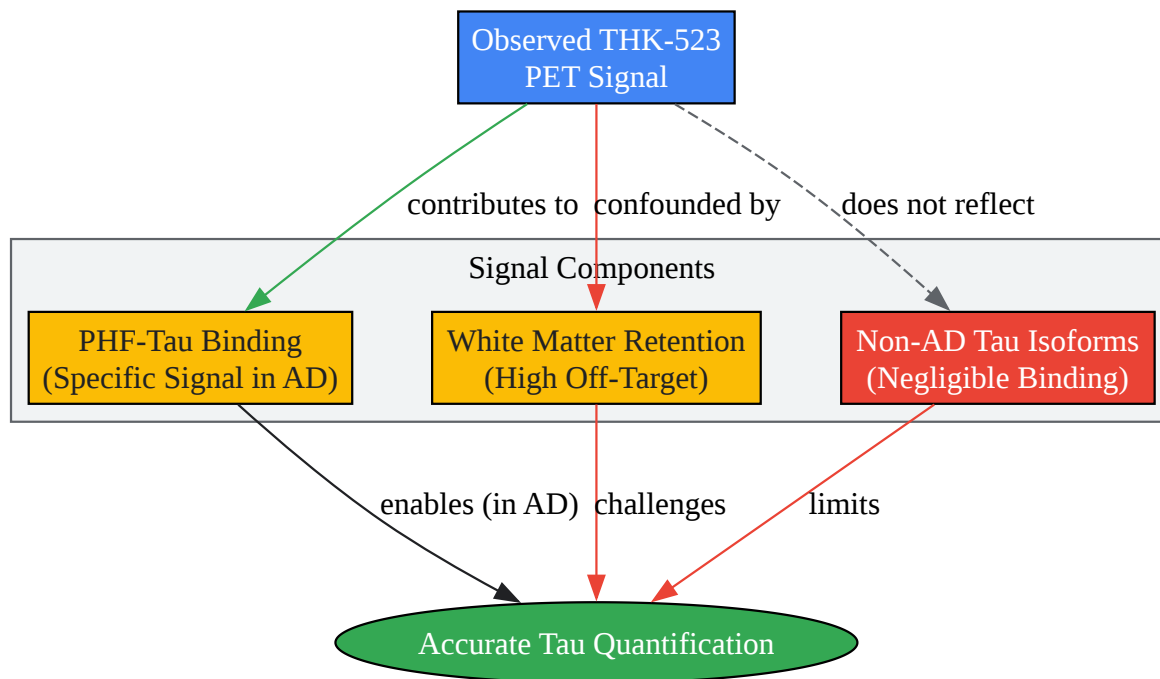 Observed THK-523
PET Signal
contributes to
confounded by
does not reflect
Signal Components
PHF-Tau Binding
(Specific Signal in AD)
White Matter Retention
(High Off-Target)
Non-AD Tau Isoforms
(Negligible Binding)
enables (in AD)
challenges
limits
Accurate Tau Quantification